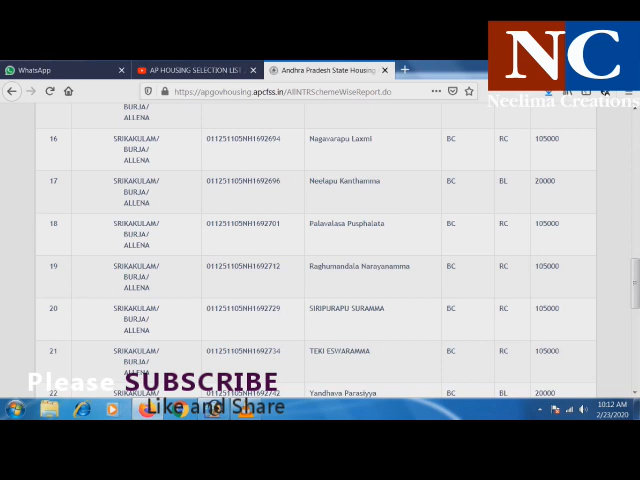 NC
Neelima Creations
WhatsApp
AP HOUSING SELECTION LIST
Andhra Pradesh State Housing
https://apgovhousing.apcfss.in/AllNTRSchemeWiseReport.do
BURJA/
ALLENA
16 SRIKAKULAM/ 011251105NH1692694 Nagavarapu Laxmi BC RC 105000
BURJA/
ALLENA
17 SRIKAKULAM/ 011251105NH1692696 Neelapu Kanthamma BC BL 20000
BURJA/
ALLENA
18 SRIKAKULAM/ 011251105NH1692701 Palavalasa Pusphalata BC RC 105000
BURJA/
ALLENA
19 SRIKAKULAM/ 011251105NH1692712 Raghumandala Narayanamma BC RC 105000
BURJA/
ALLENA
20 SRIKAKULAM/ 011251105NH1692729 SIRIPURAPU SURAMMA BC RC 105000
BURJA/
ALLENA
21 SRIKAKULAM/ 011251105NH1692734 TEKI ESWARAMMA BC RC 105000
BURJA/
22 SRIKAKULAM/ 011251105NH1692742 Yandhava Parasiyya BC BL 20000
Please SUBSCRIBE
Like and Share
10:12 AM
2/23/2020